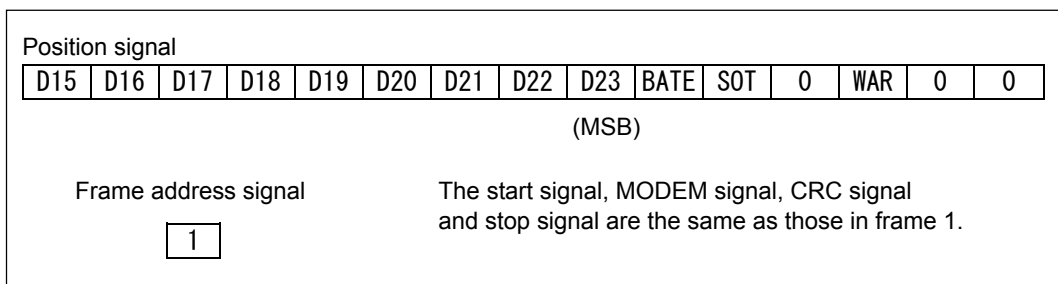 Position signal
D15 D16 D17 D18 D19 D20 D21 D22 D23 BATE SOT 0 WAR 0 0
(MSB)
Frame address signal
1
The start signal, MODEM signal, CRC signal
and stop signal are the same as those in frame 1.